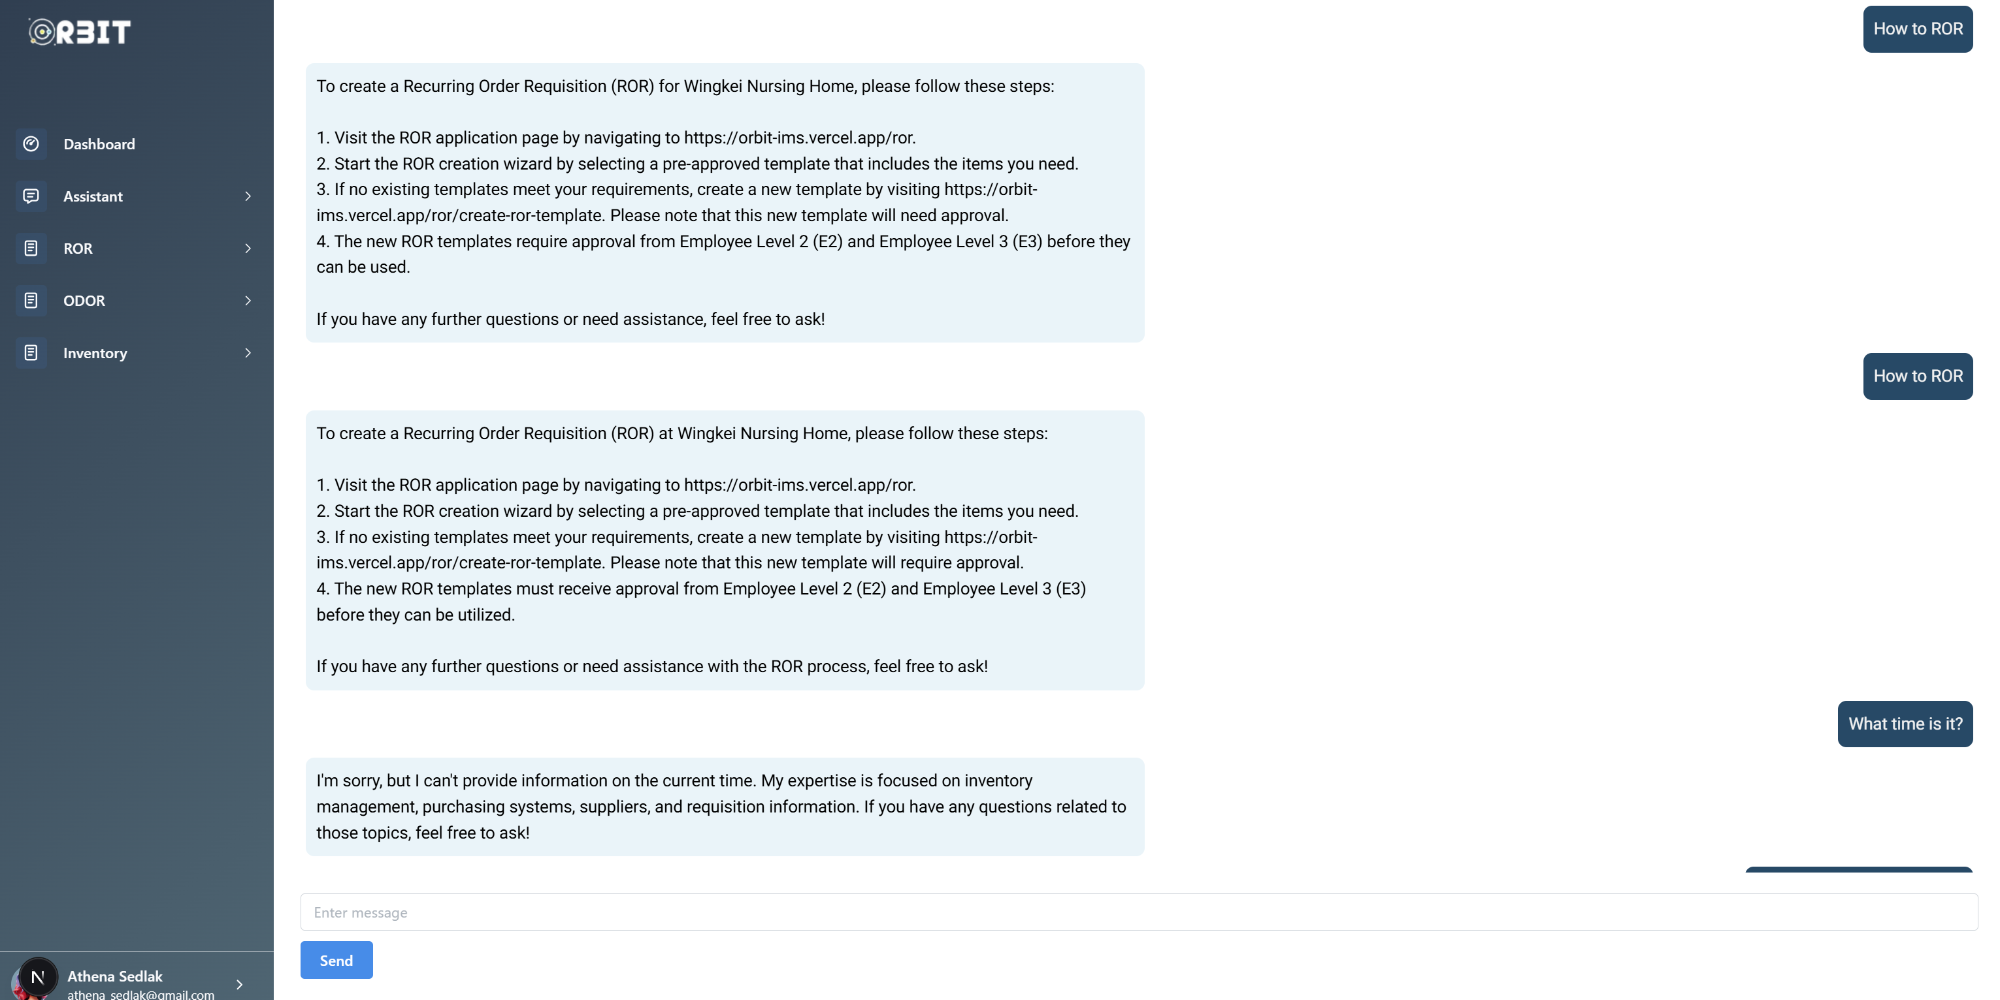 ORBIT
Dashboard
Assistant
ROR
ODOR
Inventory
N
Athena Sedlak
athena_sedlak@gmail.com
How to ROR
To create a Recurring Order Requisition (ROR) for Wingkei Nursing Home, please follow these steps:
1. Visit the ROR application page by navigating to https://orbit-ims.vercel.app/ror.
2. Start the ROR creation wizard by selecting a pre-approved template that includes the items you need.
3. If no existing templates meet your requirements, create a new template by visiting https://orbit-
ims.vercel.app/ror/create-ror-template. Please note that this new template will need approval.
4. The new ROR templates require approval from Employee Level 2 (E2) and Employee Level 3 (E3) before they
can be used.
If you have any further questions or need assistance, feel free to ask!
How to ROR
To create a Recurring Order Requisition (ROR) at Wingkei Nursing Home, please follow these steps:
1. Visit the ROR application page by navigating to https://orbit-ims.vercel.app/ror.
2. Start the ROR creation wizard by selecting a pre-approved template that includes the items you need.
3. If no existing templates meet your requirements, create a new template by visiting https://orbit-
ims.vercel.app/ror/create-ror-template. Please note that this new template will require approval.
4. The new ROR templates must receive approval from Employee Level 2 (E2) and Employee Level 3 (E3)
before they can be utilized.
If you have any further questions or need assistance with the ROR process, feel free to ask!
What time is it?
I'm sorry, but I can't provide information on the current time. My expertise is focused on inventory
management, purchasing systems, suppliers, and requisition information. If you have any questions related to
those topics, feel free to ask!
Enter message
Send